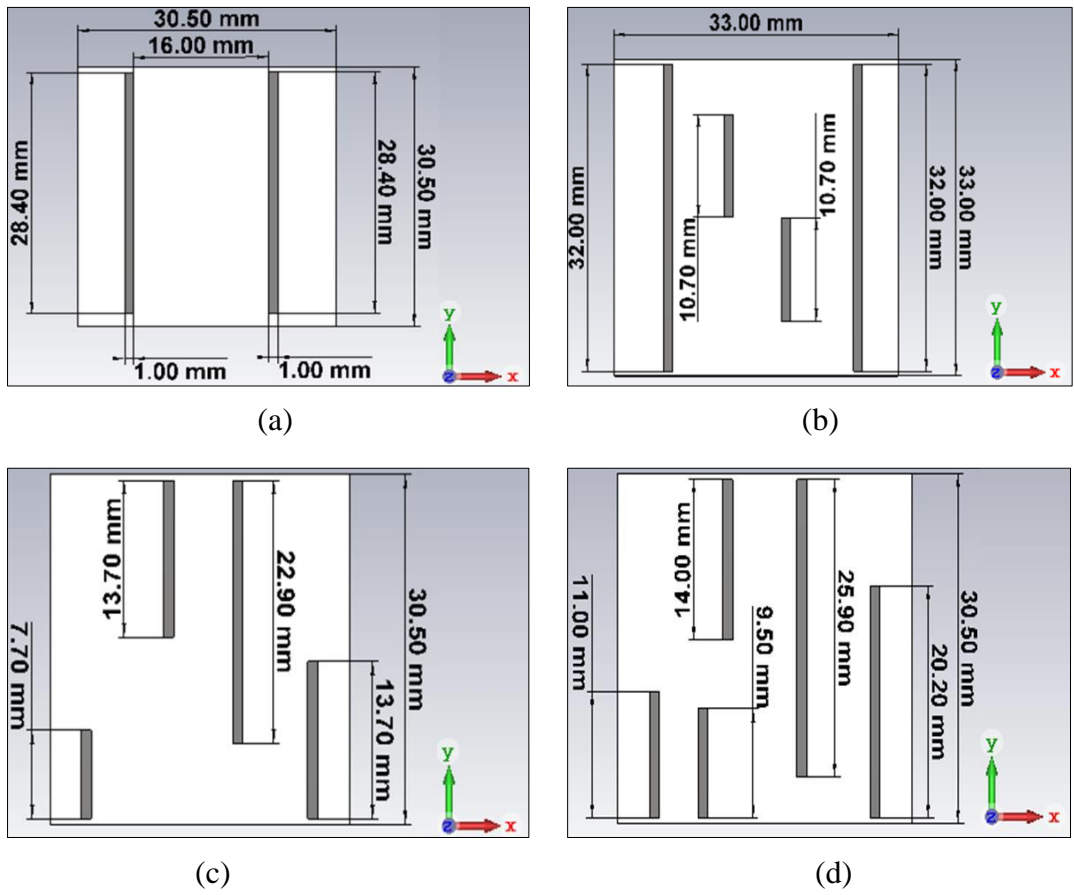 30.50 mm
16.00 mm
28.40 mm
28.40 mm
30.50 mm
1.00 mm
1.00 mm
y
z
x
(a)
33.00 mm
32.00 mm
10.70 mm
10.70 mm
32.00 mm
33.00 mm
y
z
x
(b)
7.70 mm
13.70 mm
22.90 mm
13.70 mm
30.50 mm
y
z
x
(c)
11.00 mm
14.00 mm
9.50 mm
25.90 mm
20.20 mm
30.50 mm
y
z
x
(d)